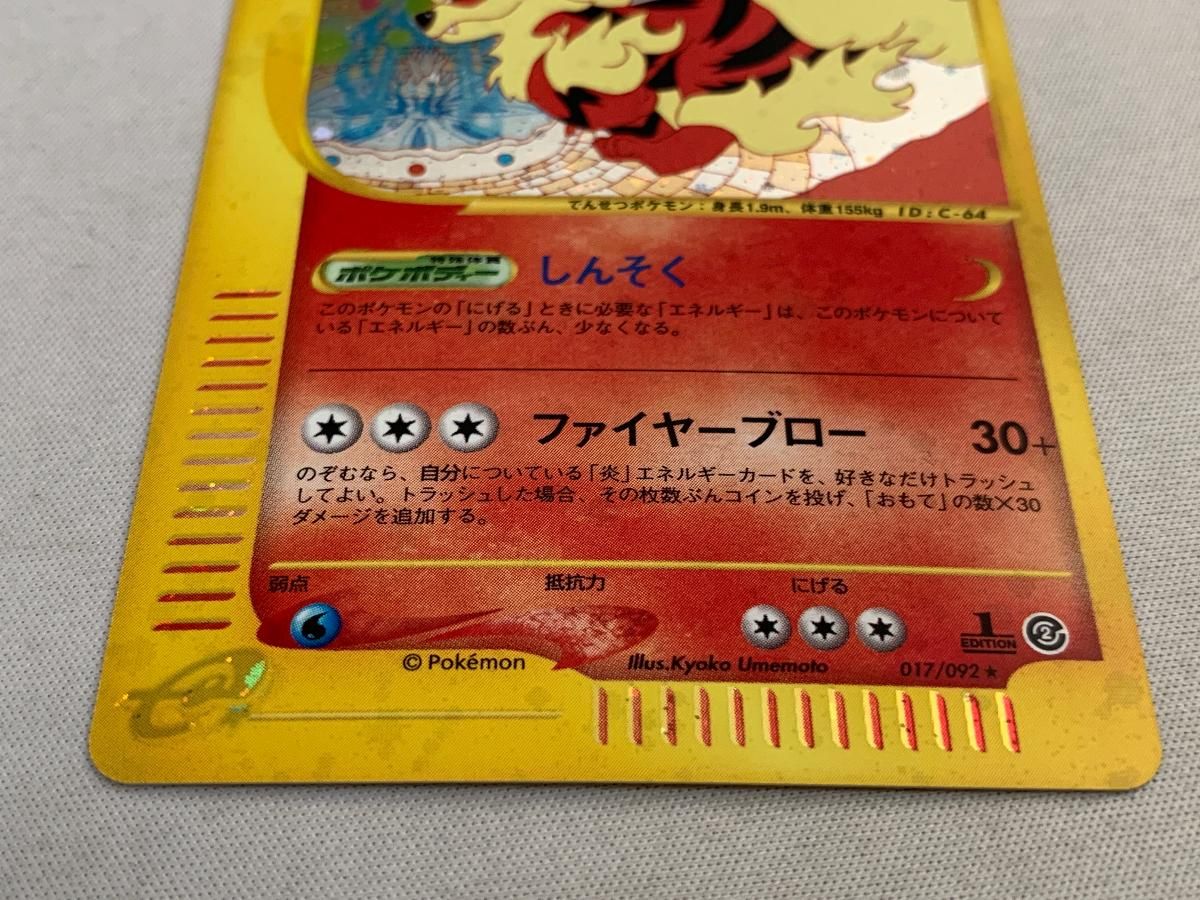 てんせつポケモン：身長1.9m、体重155kg ID：C-64
特殊体質
ポケボディー しんそく
このポケモンの「にげる」ときに必要な「エネルギー」は、このポケモンについて
いる「エネルギー」の数ぶん、少なくなる。
ファイヤーブロー 30+
のぞむなら、自分についている「炎」エネルギーカードを、好きなだけトラッシュ
してよい。トラッシュした場合、その枚数ぶんコインを投げ、「おもて」の数×30
ダメージを追加する。
弱点 抵抗力 にげる
1 EDITION 2
© Pokémon Illus.Kyoko Umemoto 017/092 ★
e